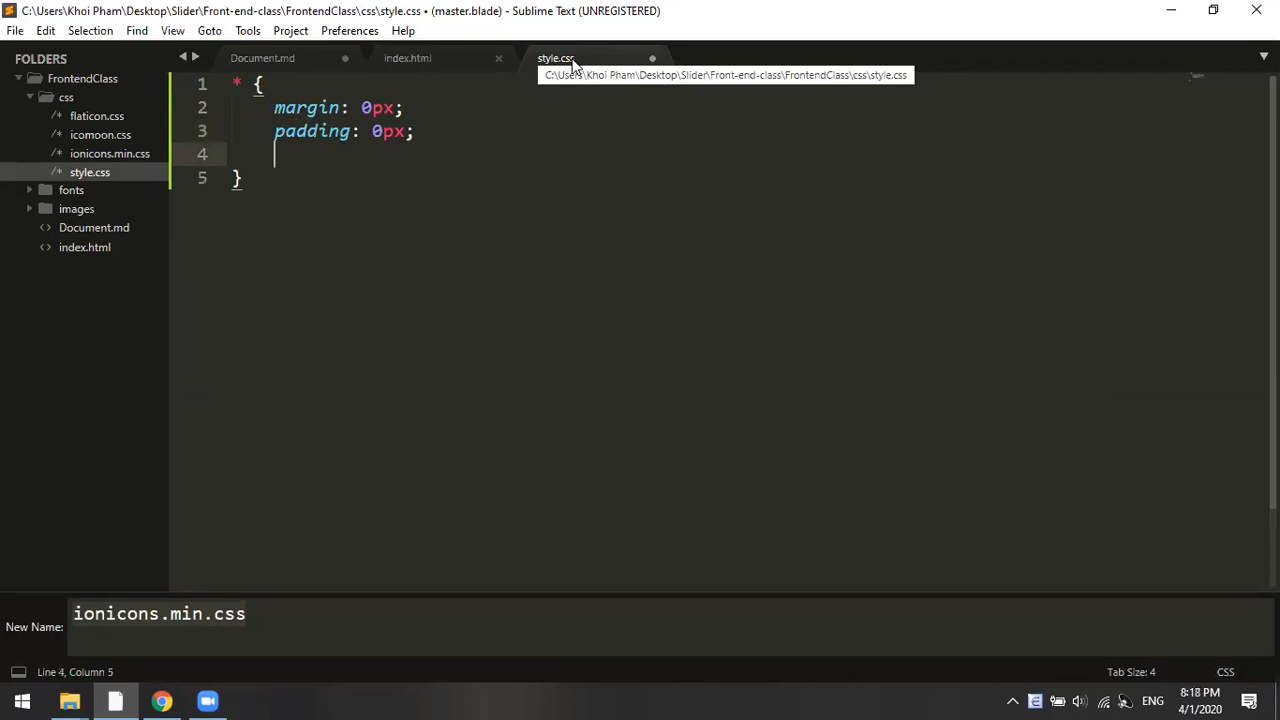 C:\Users\Khoi Pham\Desktop\Slider\Front-end-class\FrontendClass\css\style.css • (master.blade) - Sublime Text (UNREGISTERED)
File Edit Selection Find View Goto Tools Project Preferences Help
FOLDERS
Document.md index.html style.css
C:\Users\Khoi Pham\Desktop\Slider\Front-end-class\FrontendClass\css\style.css
FrontendClass
css
/* flaticon.css
/* icomoon.css
/* ionicons.min.css
/* style.css
fonts
images
<> Document.md
<> index.html
1 * {
2 margin: 0px;
3 padding: 0px;
4
5 }
New Name: ionicons.min.css
Line 4, Column 5 Tab Size: 4 CSS
ENG 8:18 PM
4/1/2020